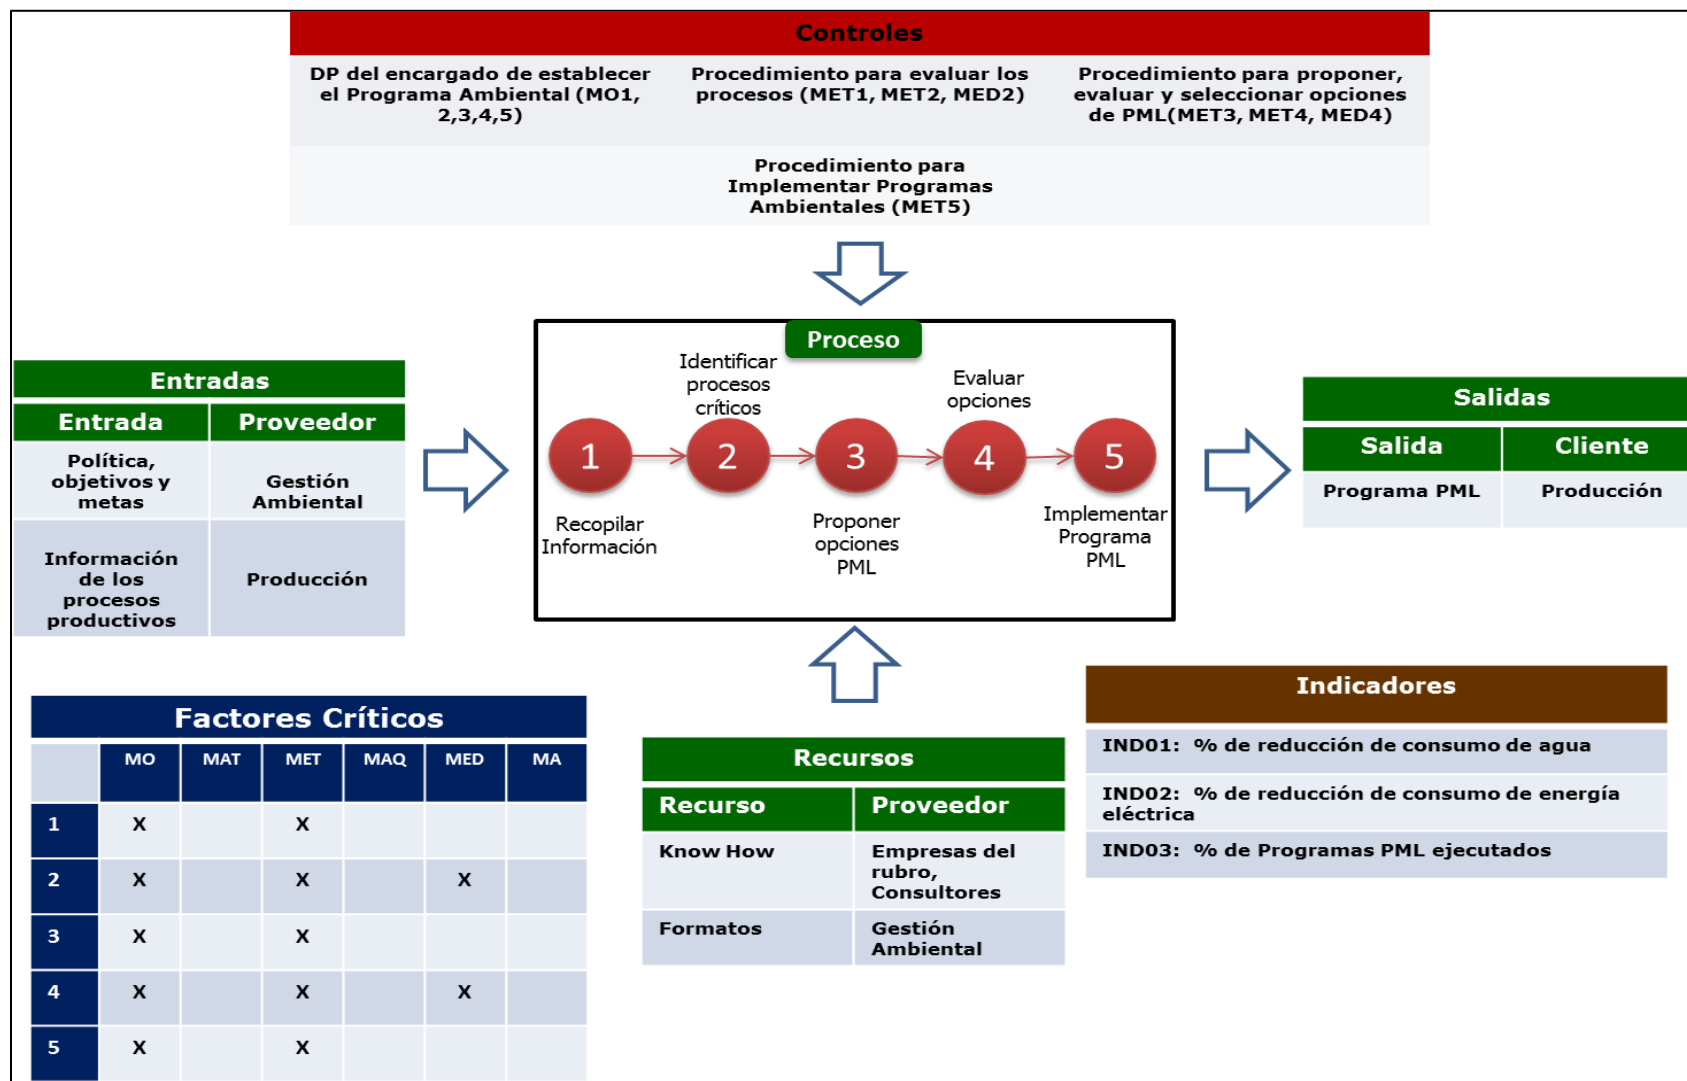 Controles
DP del encargado de establecer
el Programa Ambiental (MO1,
2,3,4,5)
Procedimiento para evaluar los
procesos (MET1, MET2, MED2)
Procedimiento para proponer,
evaluar y seleccionar opciones
de PML(MET3, MET4, MED4)
Procedimiento para
Implementar Programas
Ambientales (MET5)
Entradas
Entrada Proveedor
Política,
objetivos y
metas
Gestión
Ambiental
Información
de los
procesos
productivos
Producción
Proceso
Identificar
procesos
críticos
Evaluar
opciones
1 2 3 4 5
Recopilar
Información
Proponer
opciones
PML
Implementar
Programa
PML
Salidas
Salida Cliente
Programa PML Producción
Factores Críticos
MO MAT MET MAQ MED MA
1 X X
2 X X X
3 X X
4 X X X
5 X X
Recursos
Recurso Proveedor
Know How
Empresas del
rubro,
Consultores
Formatos
Gestión
Ambiental
Indicadores
IND01: % de reducción de consumo de agua
IND02: % de reducción de consumo de energía
eléctrica
IND03: % de Programas PML ejecutados